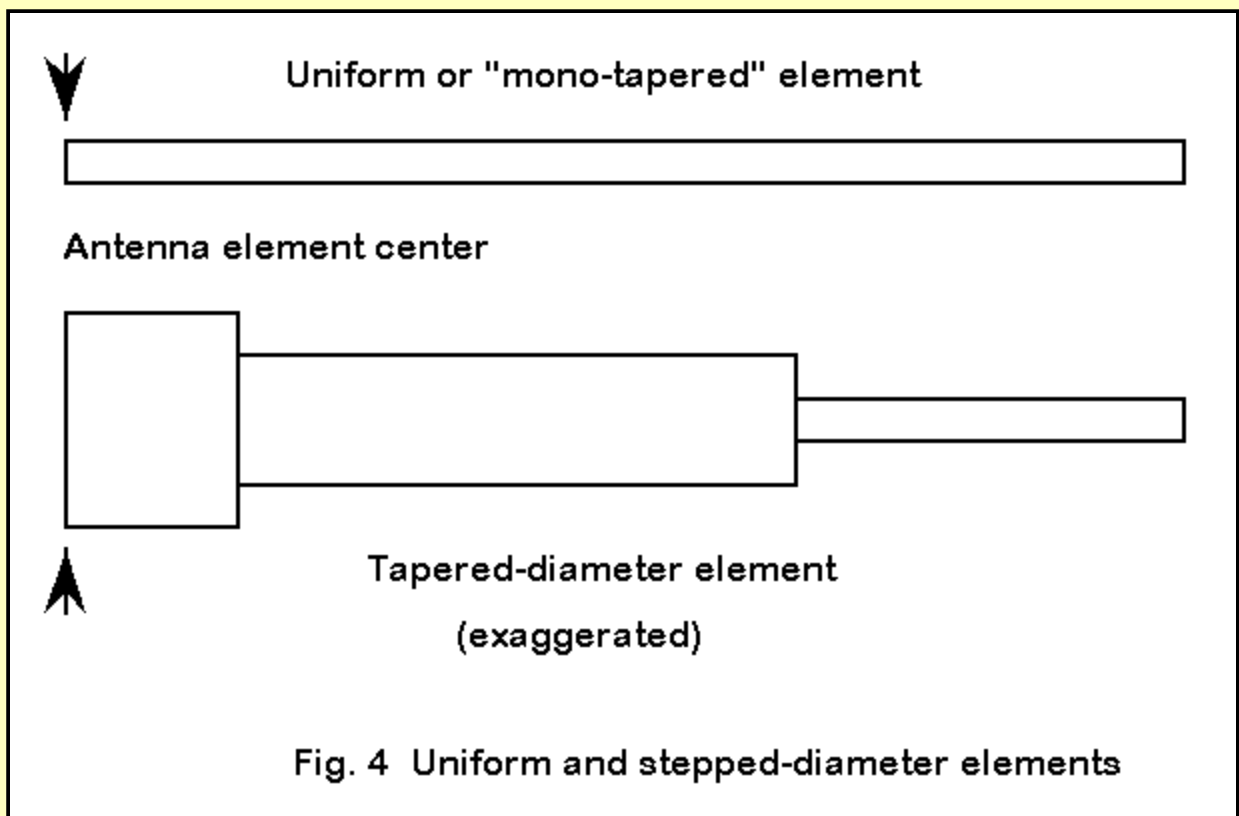 Uniform or "mono-tapered" element
Antenna element center
Tapered-diameter element
(exaggerated)
Fig. 4 Uniform and stepped-diameter elements